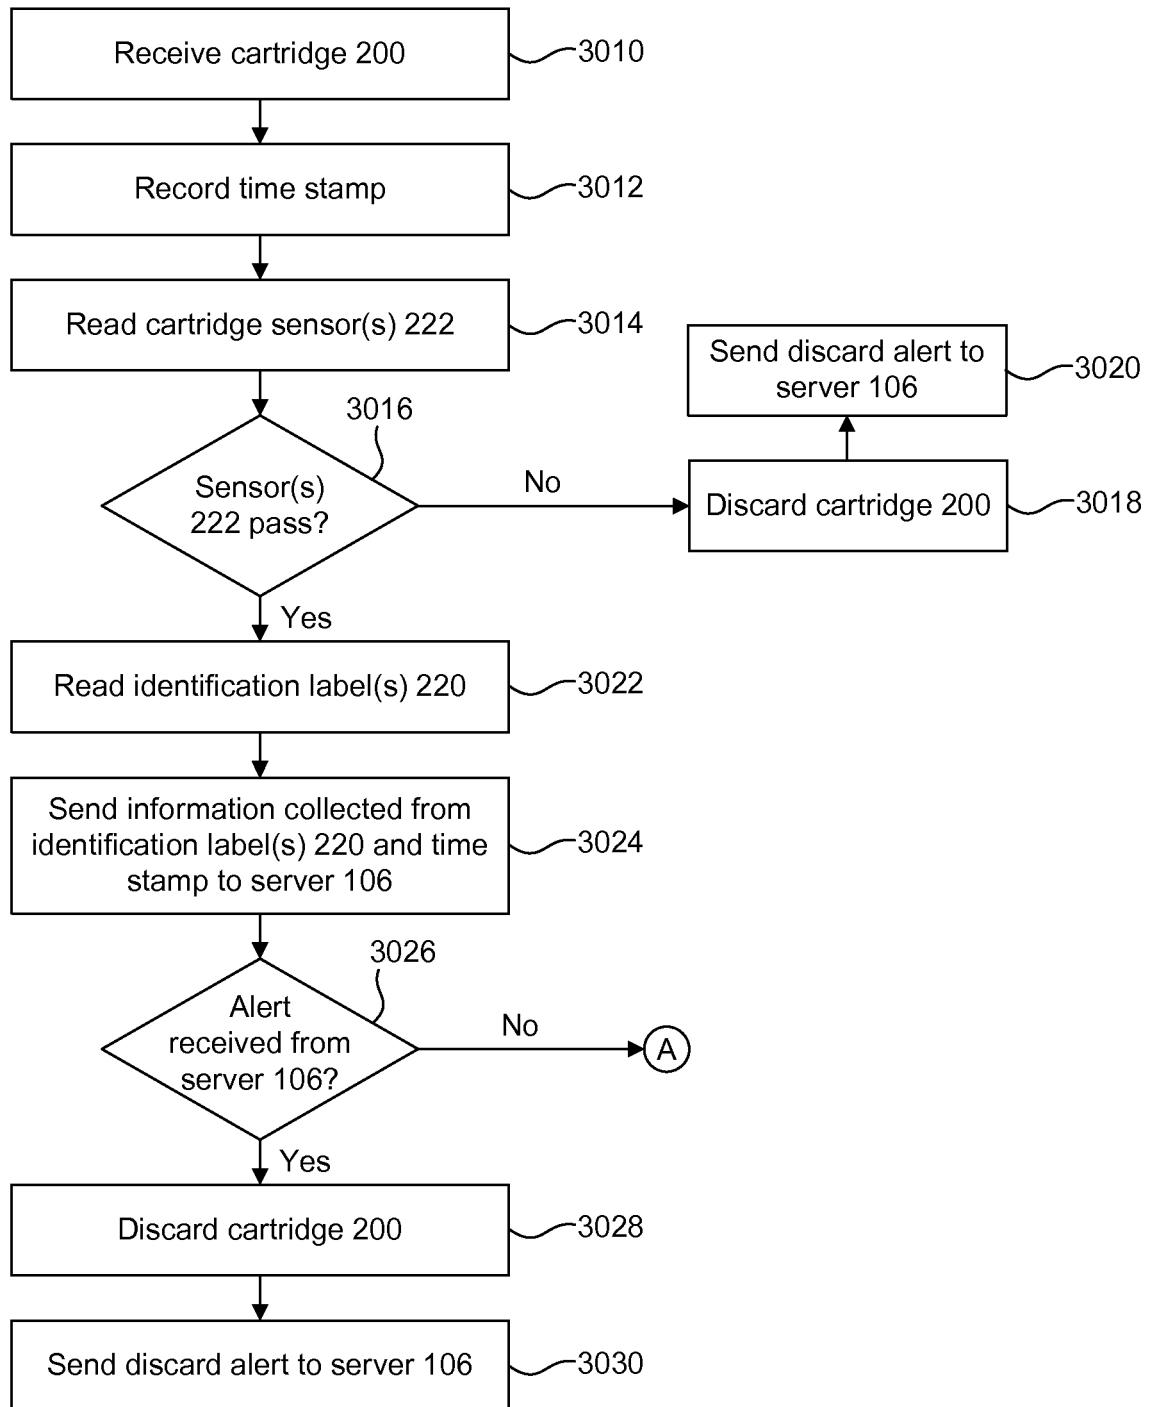 Receive cartridge 200
3010
Record time stamp
3012
Read cartridge sensor(s) 222
3014
Send discard alert to
server 106
3020
3016
Sensor(s)
222 pass?
No
Discard cartridge 200
3018
Yes
Read identification label(s) 220
3022
Send information collected from
identification label(s) 220 and time
stamp to server 106
3024
3026
Alert
received from
server 106?
No
A
Yes
Discard cartridge 200
3028
Send discard alert to server 106
3030